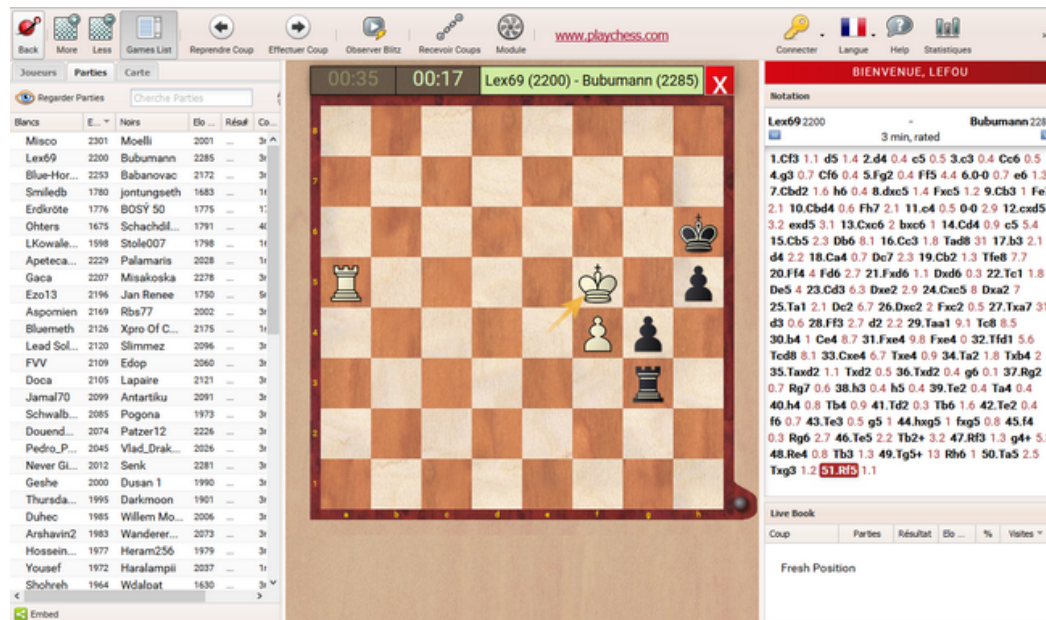 Back
More
Less
Games List
Reprendre Coup
Effectuer Coup
Observer Blitz
Recevoir Coups
Module
www.playchess.com
Connecter
Langue
Help
Statistiques
Joueurs Parties Carte
Regarder Parties
Cherche Parties
Blancs E... Noirs Elo ... Résult Co...
Misco 2301 Moelli 2001 ...
Lex69 2200 Bubumann 2285 ...
Blue-Hor... 2253 Babanovac 2172 ...
Smiledb 1780 jontungseth 1683 ...
Erdkröte 1776 BOSÝ 50 1775 ...
Ohters 1675 Schachdil... 1791 ...
LKowale... 1598 Stole007 1798 ...
Apeteca... 2229 Palamaris 2028 ...
Gaca 2207 Misakoska 2278 ...
Ezo13 2196 Jan Renee 1750 ...
Aspomien 2169 Rbs77 2002 ...
Bluemeth 2126 Xpro Of C... 2175 ...
Lead Sol... 2120 Slimmez 2096 ...
FVV 2109 Edop 2060 ...
Doca 2105 Lapaire 2121 ...
Jamal70 2099 Antartiku 2091 ...
Schwalb... 2085 Pogona 1973 ...
Douend... 2074 Patzer12 2226 ...
Pedro_P... 2045 Vlad_Drak... 2026 ...
Never Gi... 2012 Senk 2281 ...
Geshe 2000 Dusan 1 1990 ...
Thursda... 1995 Darkmoon 1901 ...
Duhec 1985 Willem Mo... 2006 ...
Arshavin2 1983 Wanderer... 2073 ...
Hossein... 1977 Heram256 1979 ...
Yousef 1972 Haralampii 2037 ...
Shohreh 1964 Wdalpat 1630 ...
Embed
00:35 00:17 Lex69 (2200) - Bubumann (2285) X
8
7
6
5
4
3
2
1
a b c d e f g h
BIENVENUE, LEFOU
Notation
Lex69 2200 - Bubumann 228
3 min, rated
1.Cf3 1.1 d5 1.4 2.d4 0.4 c5 0.5 3.c3 0.4 Cc6 0.5
4.g3 0.7 Cf6 0.4 5.Fg2 0.4 Ff5 4.4 6.0-0 0.7 e6 1.3
7.Cbd2 1.6 h6 0.4 8.dxc5 1.4 Fxc5 1.2 9.Cb3 1 Fe7
2.1 10.Cbd4 0.6 Fh7 2.1 11.c4 0.5 0-0 2.9 12.cxd5
3.2 exd5 3.1 13.Cxc6 2 bxc6 1 14.Cd4 0.9 c5 5.4
15.Cb5 2.3 Db6 8.1 16.Cc3 1.8 Tad8 31 17.b3 2.1
d4 2.2 18.Ca4 0.7 Dc7 2.3 19.Cb2 1.3 Tfe8 7.7
20.Ff4 4 Fd6 2.7 21.Fxd6 1.1 Dxd6 0.3 22.Tc1 1.8
De5 4 23.Cd3 6.3 Dxe2 2.9 24.Cxc5 8 Dxa2 7
25.Ta1 2.1 Dc2 6.7 26.Dxc2 2 Fxc2 0.5 27.Txa7 31
d3 0.6 28.Ff3 2.7 d2 2.2 29.Taa1 9.1 Tc8 8.5
30.b4 1 Ce4 8.7 31.Fxe4 9.8 Fxe4 0 32.Tfd1 5.6
Tcd8 8.1 33.Cxe4 6.7 Txe4 0.9 34.Ta2 1.8 Txb4 2
35.Taxd2 1.1 Txd2 0.5 36.Txd2 0.4 g6 0.1 37.Rg2
0.7 Rg7 0.6 38.h3 0.4 h5 0.4 39.Te2 0.4 Ta4 0.4
40.h4 0.8 Tb4 0.9 41.Td2 0.3 Tb6 1.6 42.Te2 0.4
f6 0.7 43.Te3 0.5 g5 1 44.hxg5 1 fxg5 0.8 45.f4
0.3 Rg6 2.7 46.Te5 2.2 Tb2+ 3.2 47.Rf3 1.3 g4+ 5.
48.Re4 0.8 Tb3 1.3 49.Tg5+ 13 Rh6 1 50.Ta5 2.5
Txg3 1.2 51.Rf5 1.1
Live Book
Coup Parties Résultat Elo ... % Visites
Fresh Position